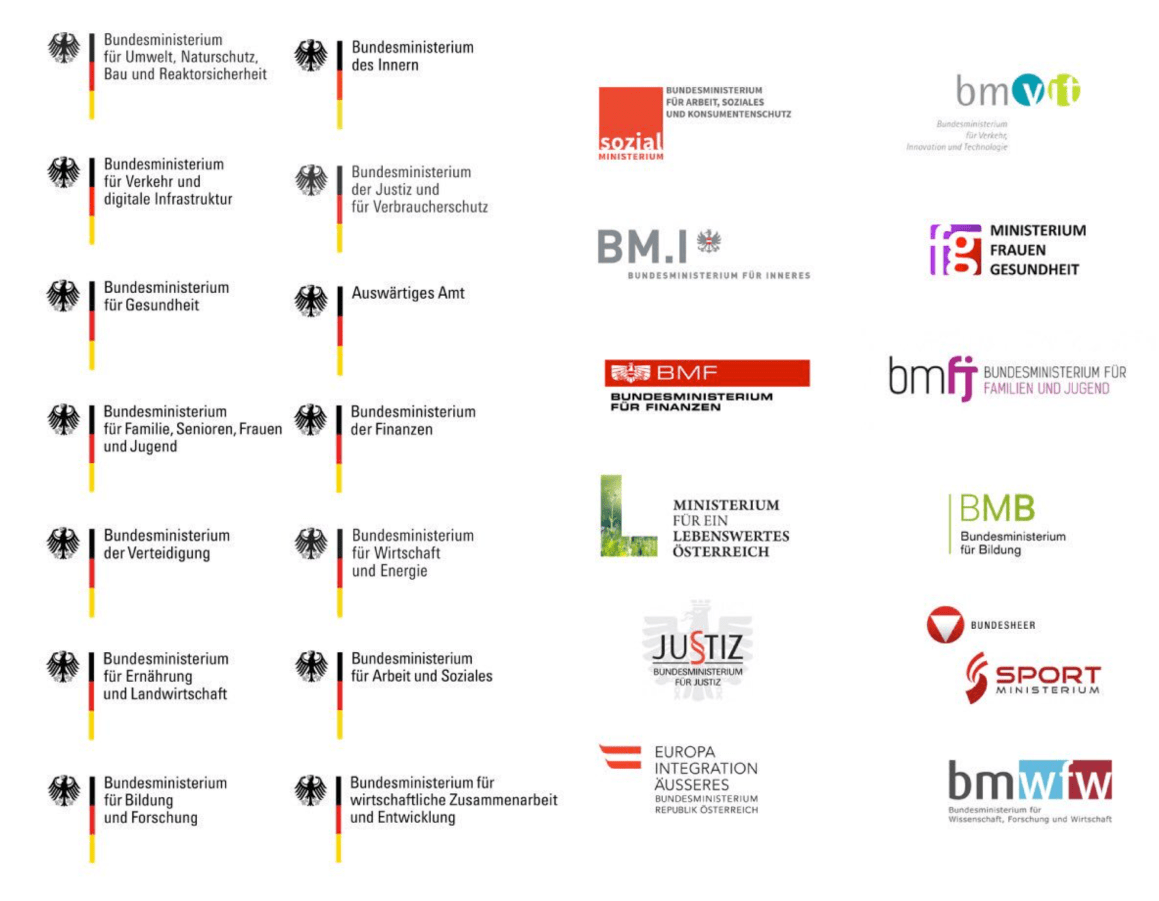 Bundesministerium
für Umwelt, Naturschutz,
Bau und Reaktorsicherheit
Bundesministerium
des Innern
Bundesministerium
für Verkehr und
digitale Infrastruktur
Bundesministerium
der Justiz und
für Verbraucherschutz
Bundesministerium
für Gesundheit
Auswärtiges Amt
Bundesministerium
für Familie, Senioren, Frauen
und Jugend
Bundesministerium
der Finanzen
Bundesministerium
der Verteidigung
Bundesministerium
für Wirtschaft
und Energie
Bundesministerium
für Ernährung
und Landwirtschaft
Bundesministerium
für Arbeit und Soziales
Bundesministerium
für Bildung
und Forschung
Bundesministerium für
wirtschaftliche Zusammenarbeit
und Entwicklung
BUNDESMINISTERIUM
FÜR ARBEIT, SOZIALES
UND KONSUMENTENSCHUTZ
sozial
MINISTERIUM
bmvit
Bundesministerium
für Verkehr,
Innovation und Technologie
BM.I
BUNDESMINISTERIUM FÜR INNERES
fg
MINISTERIUM
FRAUEN
GESUNDHEIT
BMF
BUNDESMINISTERIUM
FÜR FINANZEN
bmfj
BUNDESMINISTERIUM FÜR
FAMILIEN UND JUGEND
L
MINISTERIUM
FÜR EIN
LEBENSWERTES
ÖSTERREICH
BMB
Bundesministerium
für Bildung
JU§TIZ
BUNDESMINISTERIUM
FÜR JUSTIZ
BUNDESHEER
SPORT
MINISTERIUM
EUROPA
INTEGRATION
ÄUSSERES
BUNDESMINISTERIUM
REPUBLIK ÖSTERREICH
bmwfw
Bundesministerium für
Wissenschaft, Forschung und Wirtschaft